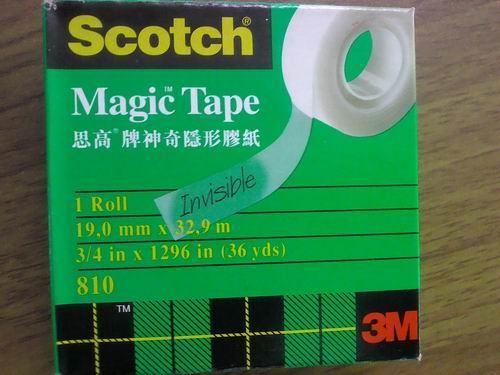 Scotch®
Magic™ Tape
思高®牌神奇隱形膠紙
Invisible
1 Roll
19,0 mm x 32,9 m
3/4 in x 1296 in (36 yds)
810
™
3M